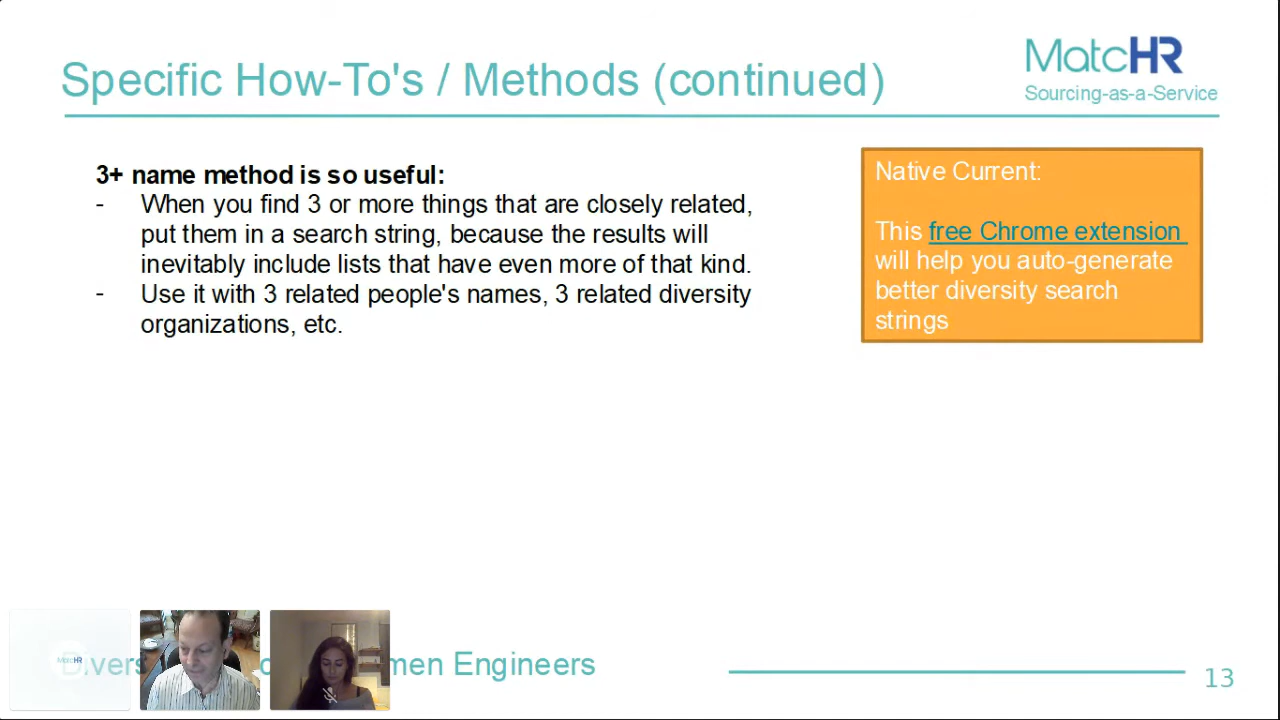 Specific How-To's / Methods (continued)
MatcHR
Sourcing-as-a-Service
3+ name method is so useful:
- When you find 3 or more things that are closely related,
put them in a search string, because the results will
inevitably include lists that have even more of that kind.
- Use it with 3 related people's names, 3 related diversity
organizations, etc.
Native Current:
This free Chrome extension
will help you auto-generate
better diversity search
strings
MatcHR
Engineers
13